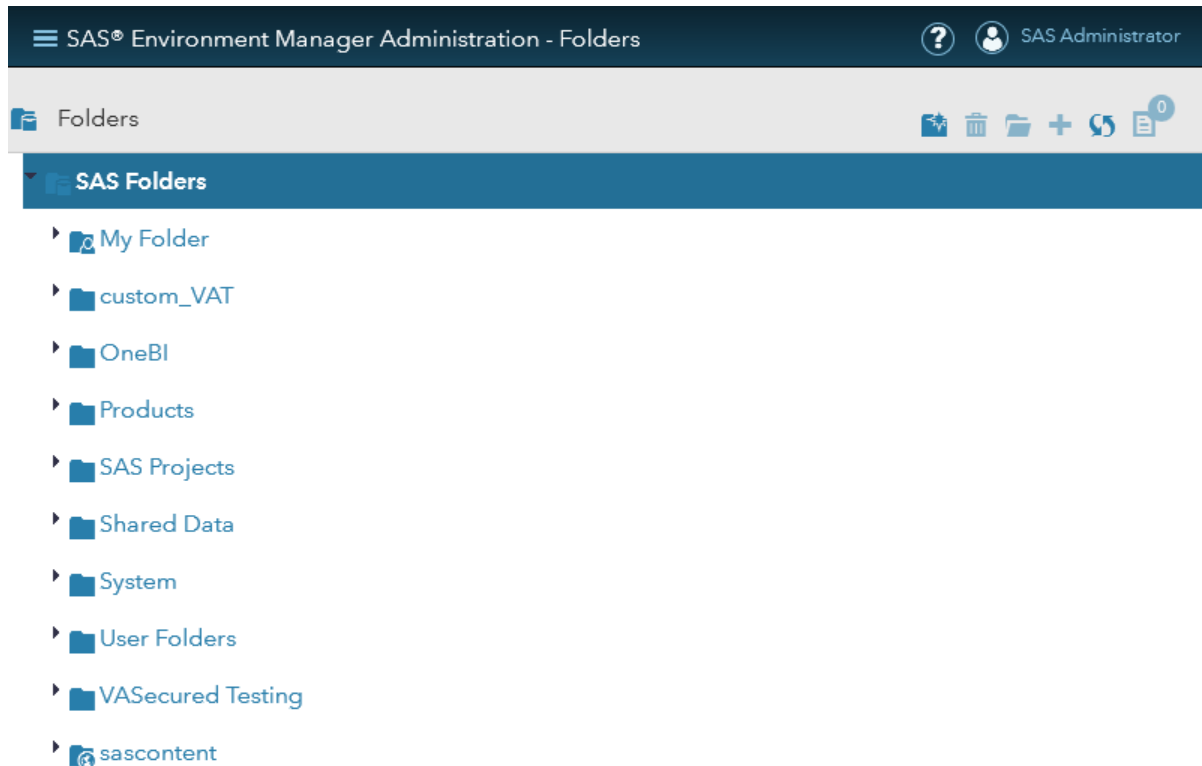 SAS® Environment Manager Administration - Folders
? SAS Administrator
Folders
0
SAS Folders
My Folder
custom_VAT
OneBI
Products
SAS Projects
Shared Data
System
User Folders
VASecured Testing
sascontent